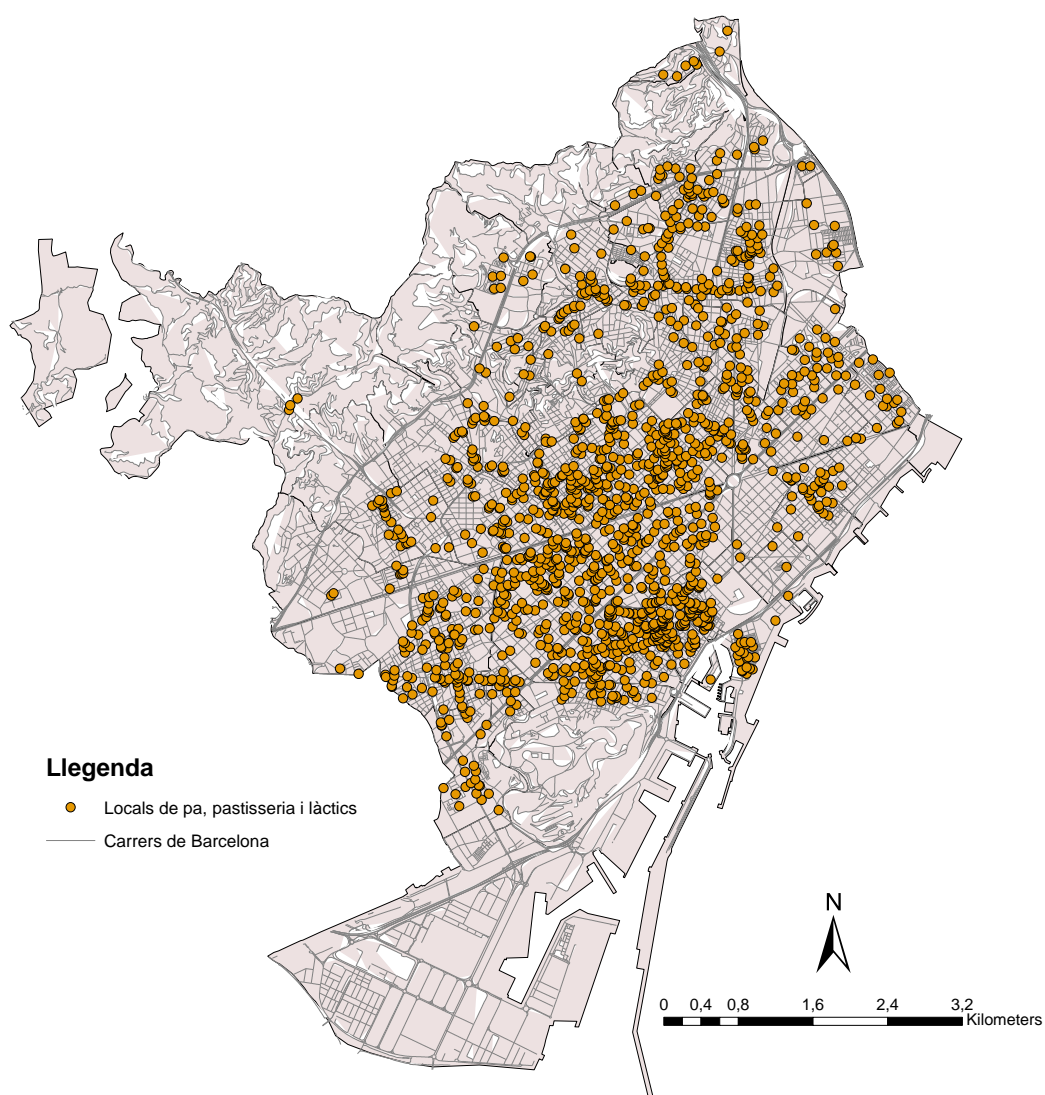 Llegenda
Locals de pa, pastisseria i làctics
Carrers de Barcelona
N
0 0,4 0,8 1,6 2,4 3,2
Kilometers